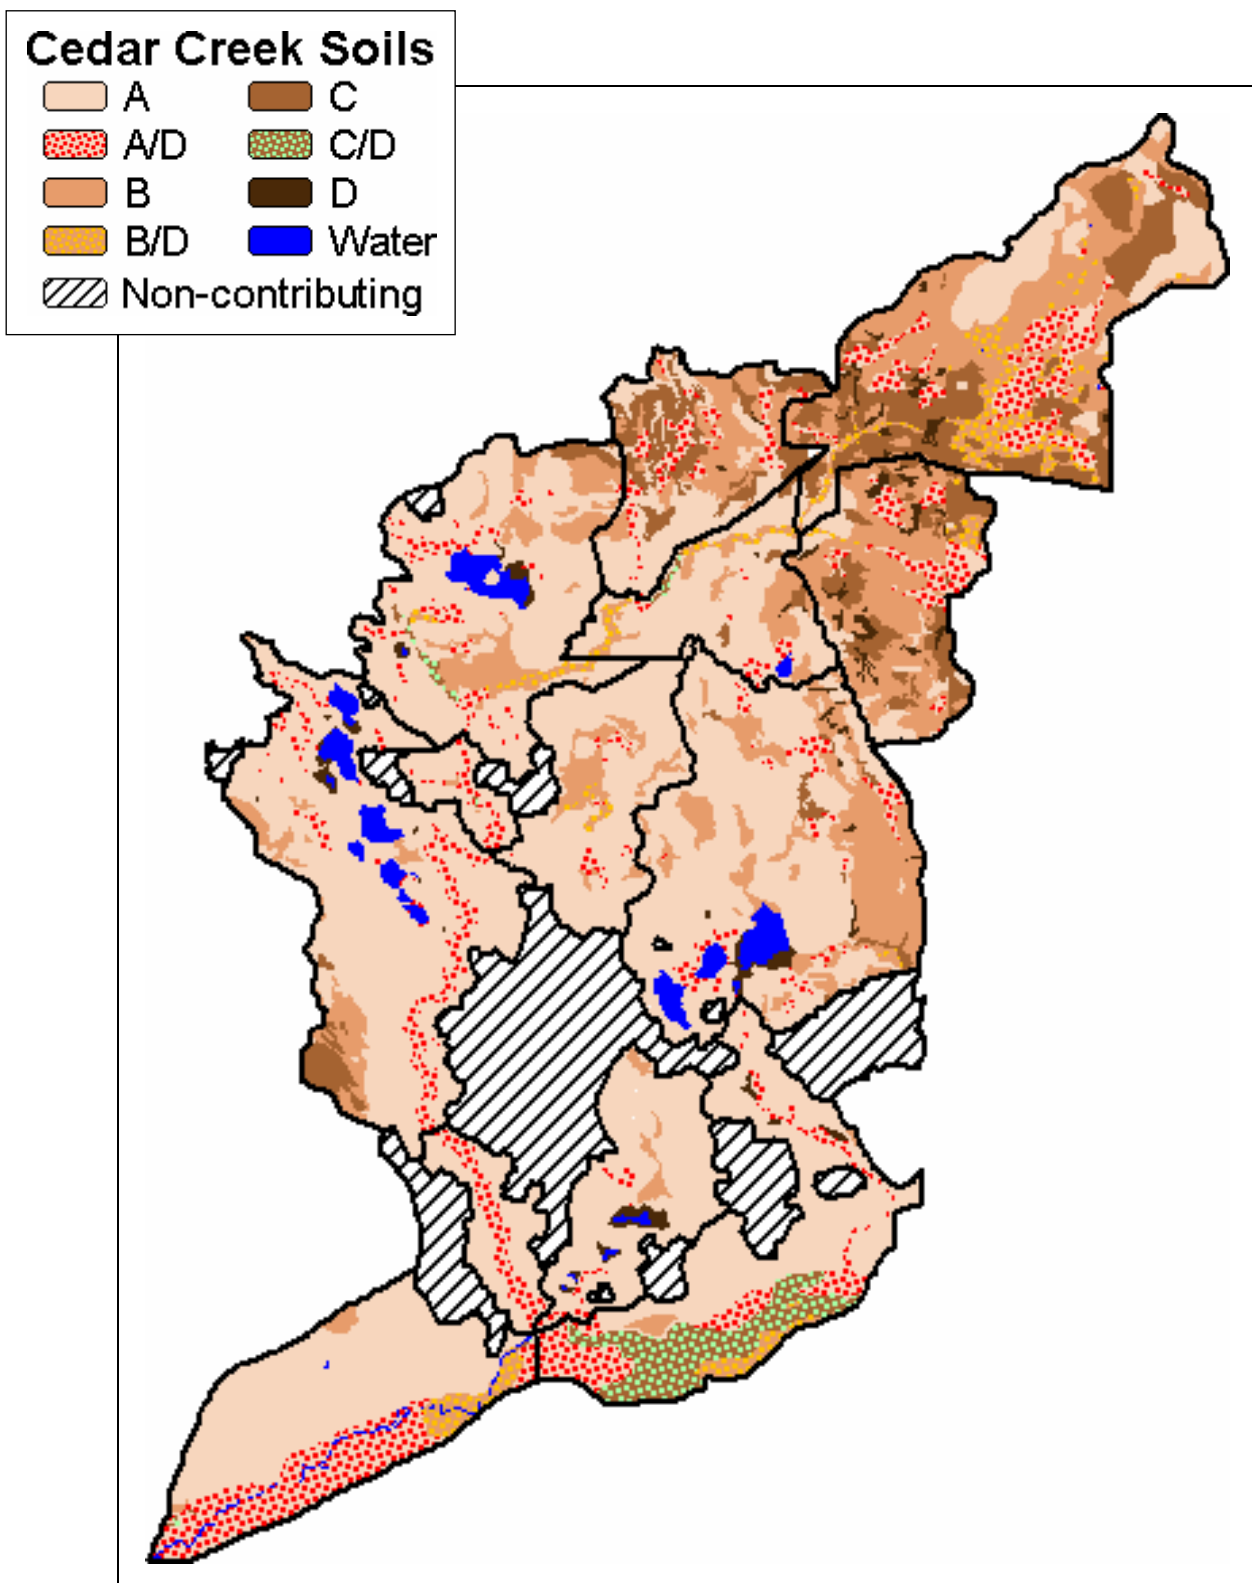 Cedar Creek Soils
A C
A/D C/D
B D
B/D Water
Non-contributing